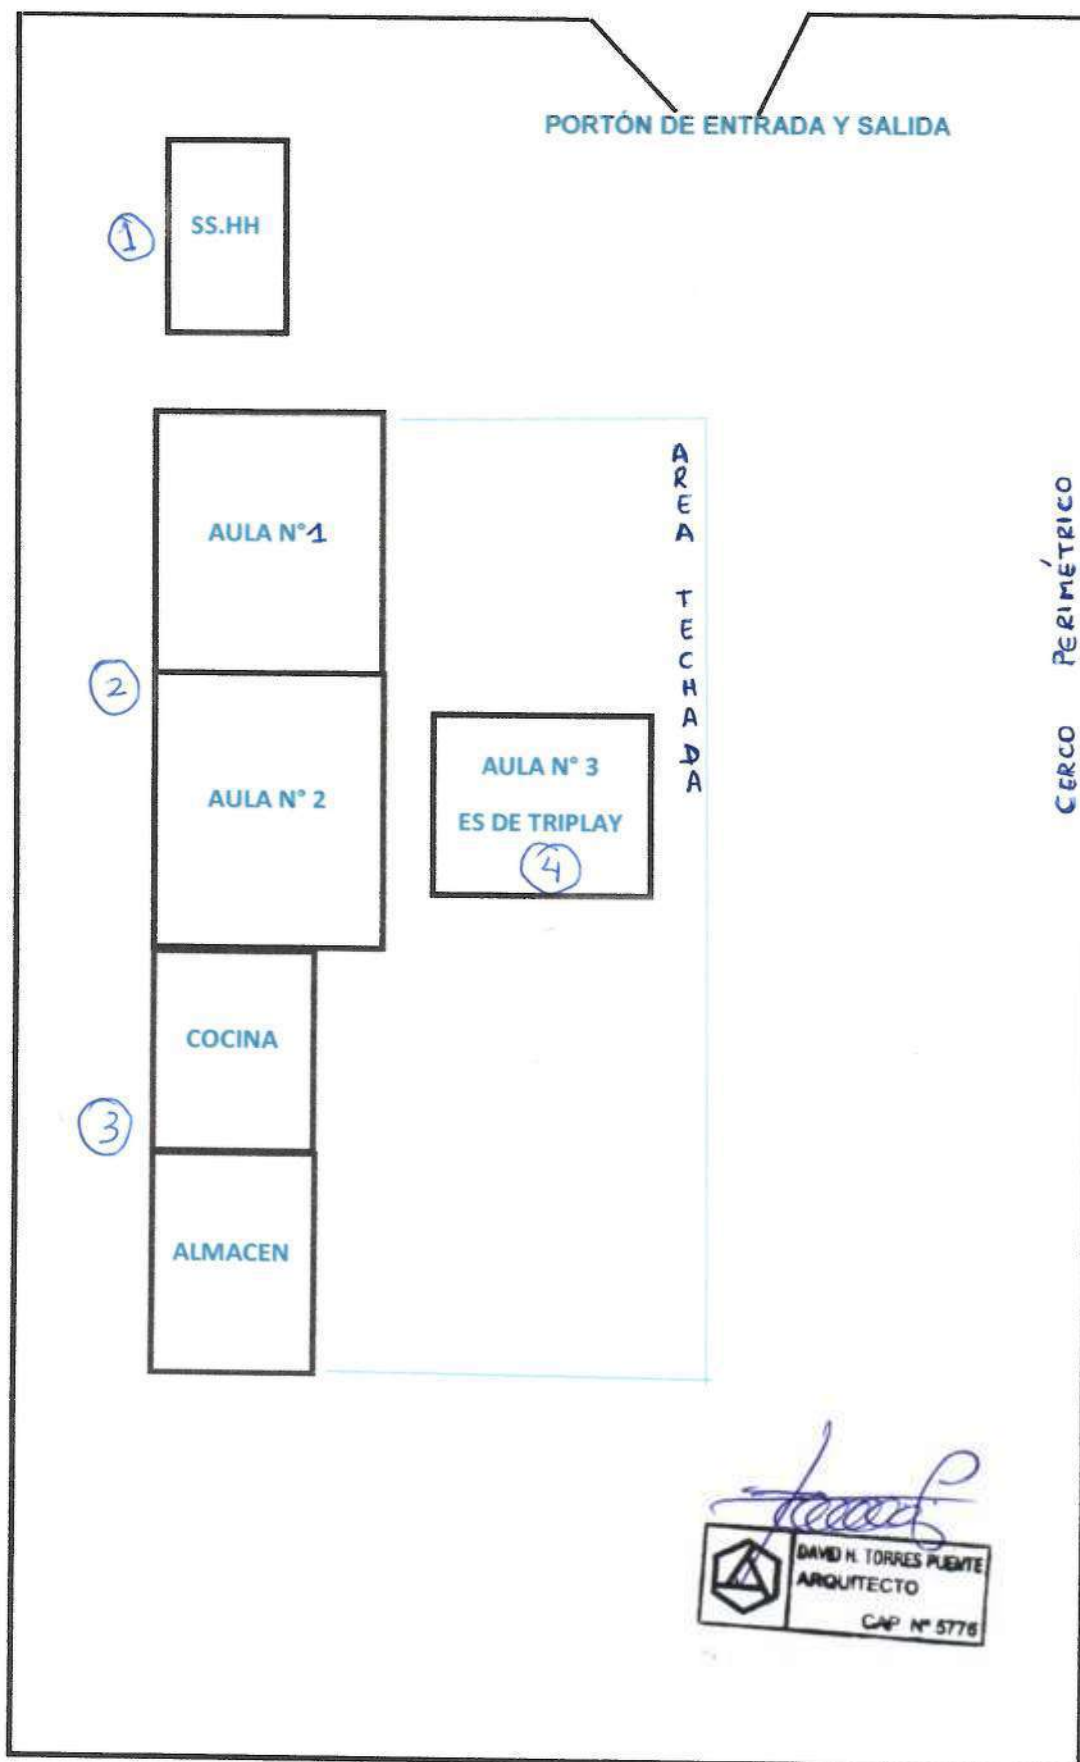 PORTÓN DE ENTRADA Y SALIDA
1
SS.HH
AULA N°1
AREA TECHADA
CERCO PERIMÉTRICO
2
AULA N° 2
AULA N° 3
ES DE TRIPLAY
4
COCINA
3
ALMACEN
DAVID H. TORRES PUENTE
ARQUITECTO
CAP Nº 5776